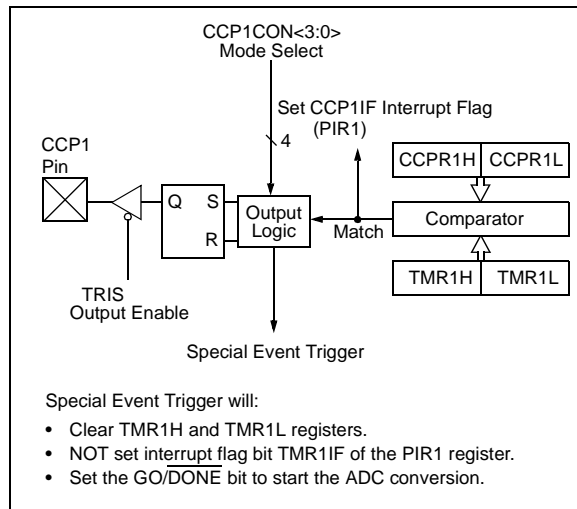 CCP1CON<3:0>
Mode Select
Set CCP1IF Interrupt Flag
(PIR1)
4
CCP1
Pin
CCPR1H CCPR1L
Q S
R
Output
Logic
Match
Comparator
TRIS
Output Enable
TMR1H TMR1L
Special Event Trigger
Special Event Trigger will:
• Clear TMR1H and TMR1L registers.
• NOT set interrupt flag bit TMR1IF of the PIR1 register.
• Set the GO/DONE bit to start the ADC conversion.